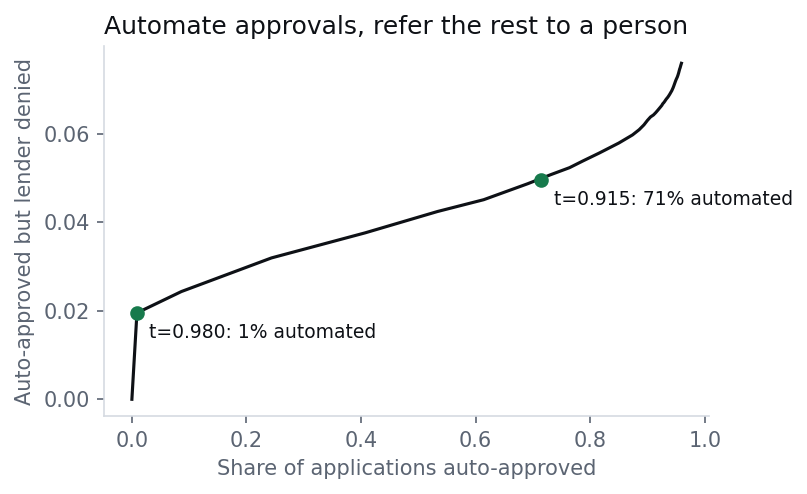 Automate approvals, refer the rest to a person
Auto-approved but lender denied
0.06
0.04
0.02
0.00
t=0.915: 71% automated
t=0.980: 1% automated
0.0 0.2 0.4 0.6 0.8 1.0
Share of applications auto-approved